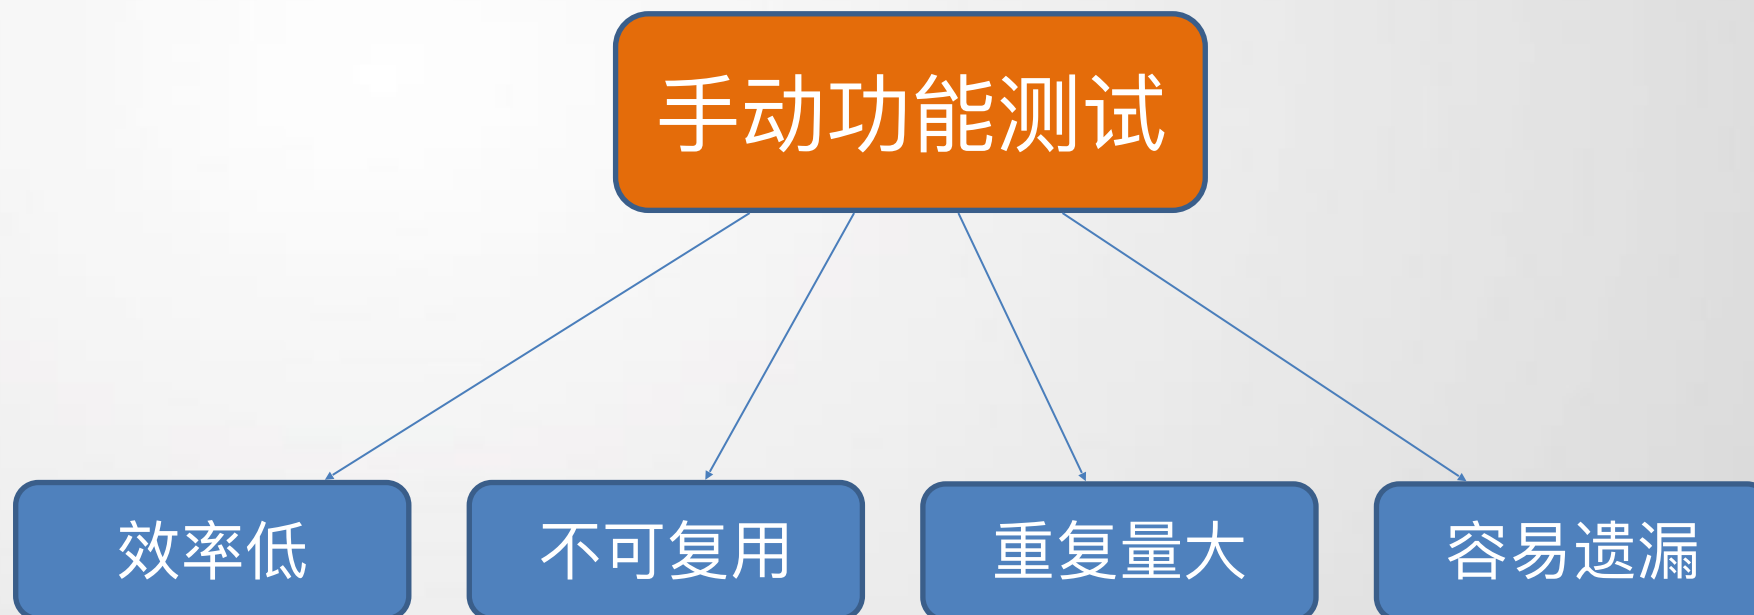 手动功能测试
效率低
不可复用
重复量大
容易遗漏